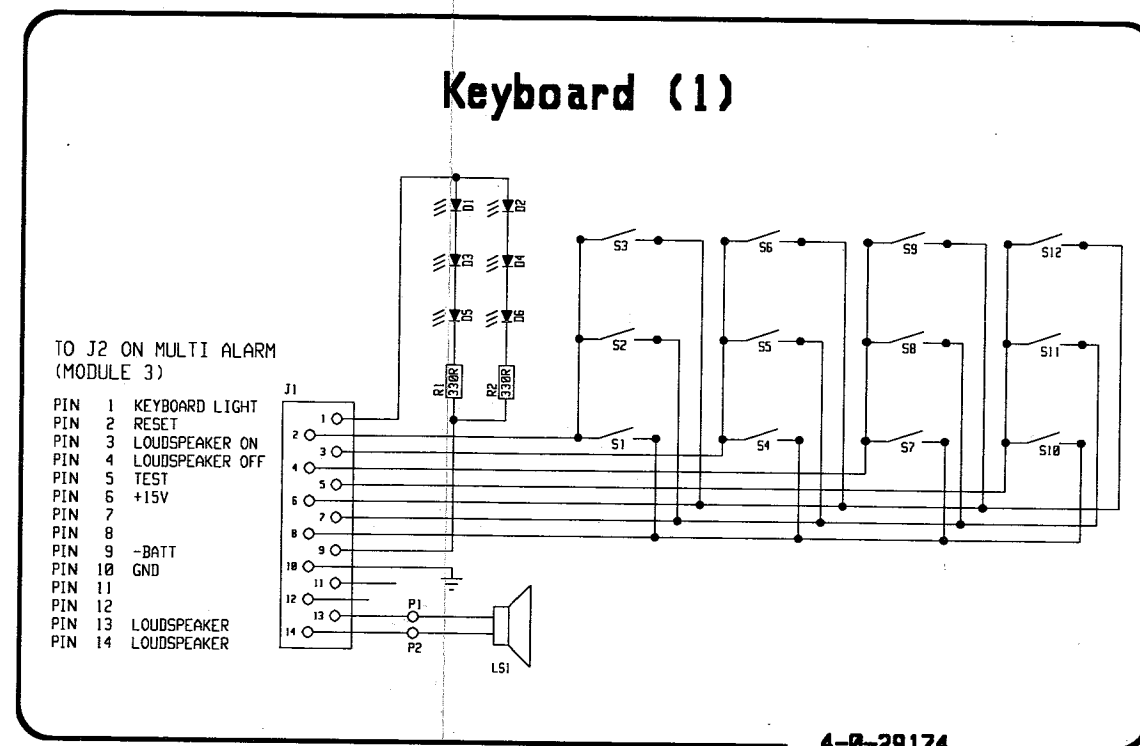 Keyboard (1)
D1
D2
D3
D4
D5
D6
R1
330R
R2
330R
S3
S6
S9
S12
S2
S5
S8
S11
S1
S4
S7
S10
TO J2 ON MULTI ALARM
(MODULE 3)
J1
PIN 1 KEYBOARD LIGHT
PIN 2 RESET
PIN 3 LOUDSPEAKER ON
PIN 4 LOUDSPEAKER OFF
PIN 5 TEST
PIN 6 +15V
PIN 7
PIN 8
PIN 9 -BATT
PIN 10 GND
PIN 11
PIN 12
PIN 13 LOUDSPEAKER
PIN 14 LOUDSPEAKER
1
2
3
4
5
6
7
8
9
10
11
12
13
14
P1
P2
LS1
4-0-29174